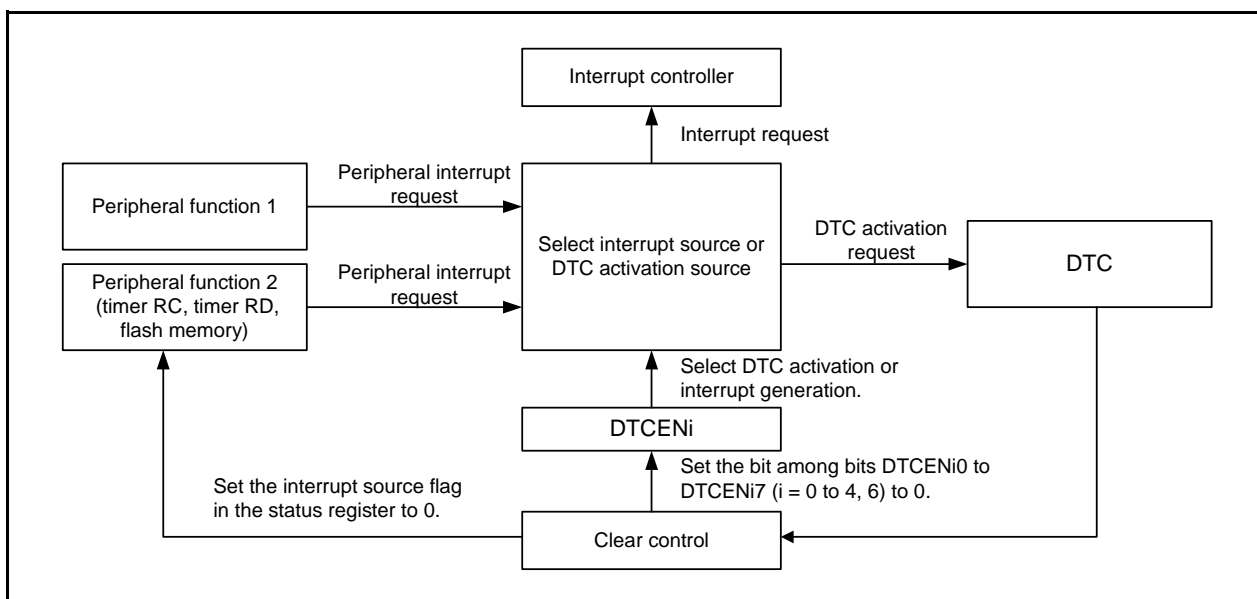 Interrupt controller
Interrupt request
Peripheral function 1
Peripheral interrupt
request
Select interrupt source or
DTC activation source
DTC activation
request
DTC
Peripheral function 2
(timer RC, timer RD,
flash memory)
Peripheral interrupt
request
Select DTC activation or
interrupt generation.
DTCENi
Set the bit among bits DTCENi0 to
DTCENi7 (i = 0 to 4, 6) to 0.
Set the interrupt source flag
in the status register to 0.
Clear control